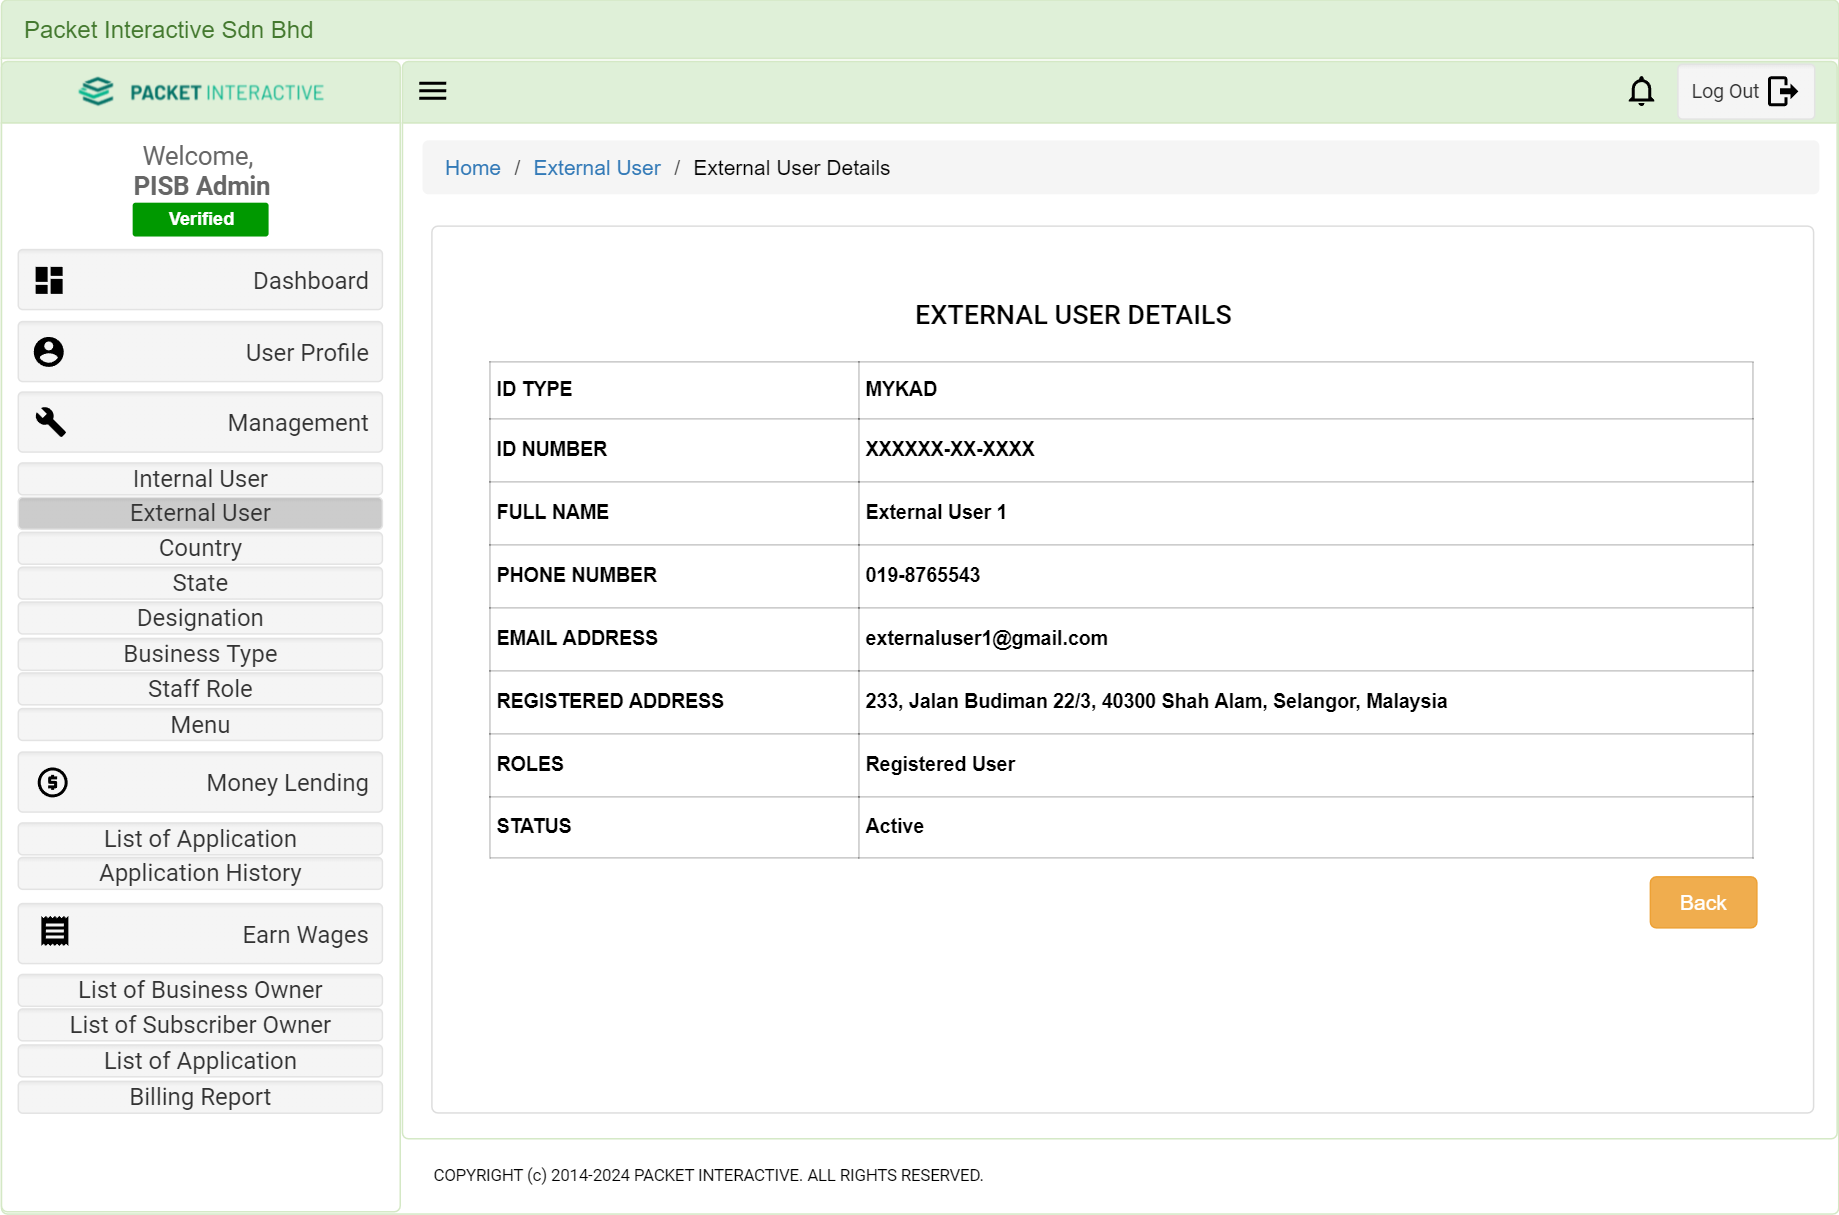 Packet Interactive Sdn Bhd
PACKET INTERACTIVE
Log Out
Welcome,
PISB Admin
Verified
Dashboard
User Profile
Management
Internal User
External User
Country
State
Designation
Business Type
Staff Role
Menu
Money Lending
List of Application
Application History
Earn Wages
List of Business Owner
List of Subscriber Owner
List of Application
Billing Report
Home / External User / External User Details
EXTERNAL USER DETAILS
ID TYPE MYKAD
ID NUMBER XXXXXX-XX-XXXX
FULL NAME External User 1
PHONE NUMBER 019-8765543
EMAIL ADDRESS externaluser1@gmail.com
REGISTERED ADDRESS 233, Jalan Budiman 22/3, 40300 Shah Alam, Selangor, Malaysia
ROLES Registered User
STATUS Active
Back
COPYRIGHT (c) 2014-2024 PACKET INTERACTIVE. ALL RIGHTS RESERVED.